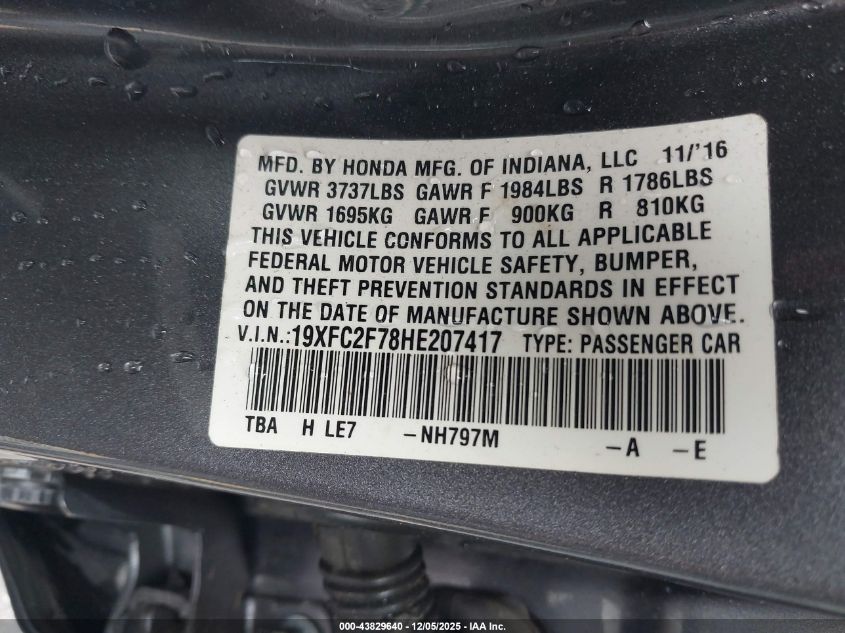 MFD. BY HONDA MFG. OF INDIANA, LLC 11/'16
GVWR 3737LBS GAWR F 1984LBS R 1786LBS
GVWR 1695KG GAWR F 900KG R 810KG
THIS VEHICLE CONFORMS TO ALL APPLICABLE
FEDERAL MOTOR VEHICLE SAFETY, BUMPER,
AND THEFT PREVENTION STANDARDS IN EFFECT
ON THE DATE OF MANUFACTURE SHOWN ABOVE.
V.I.N.:19XFC2F78HE207417 TYPE: PASSENGER CAR
TBA H LE7 -NH797M -A -E
000-43829640 - 12/05/2025 - IAA Inc.